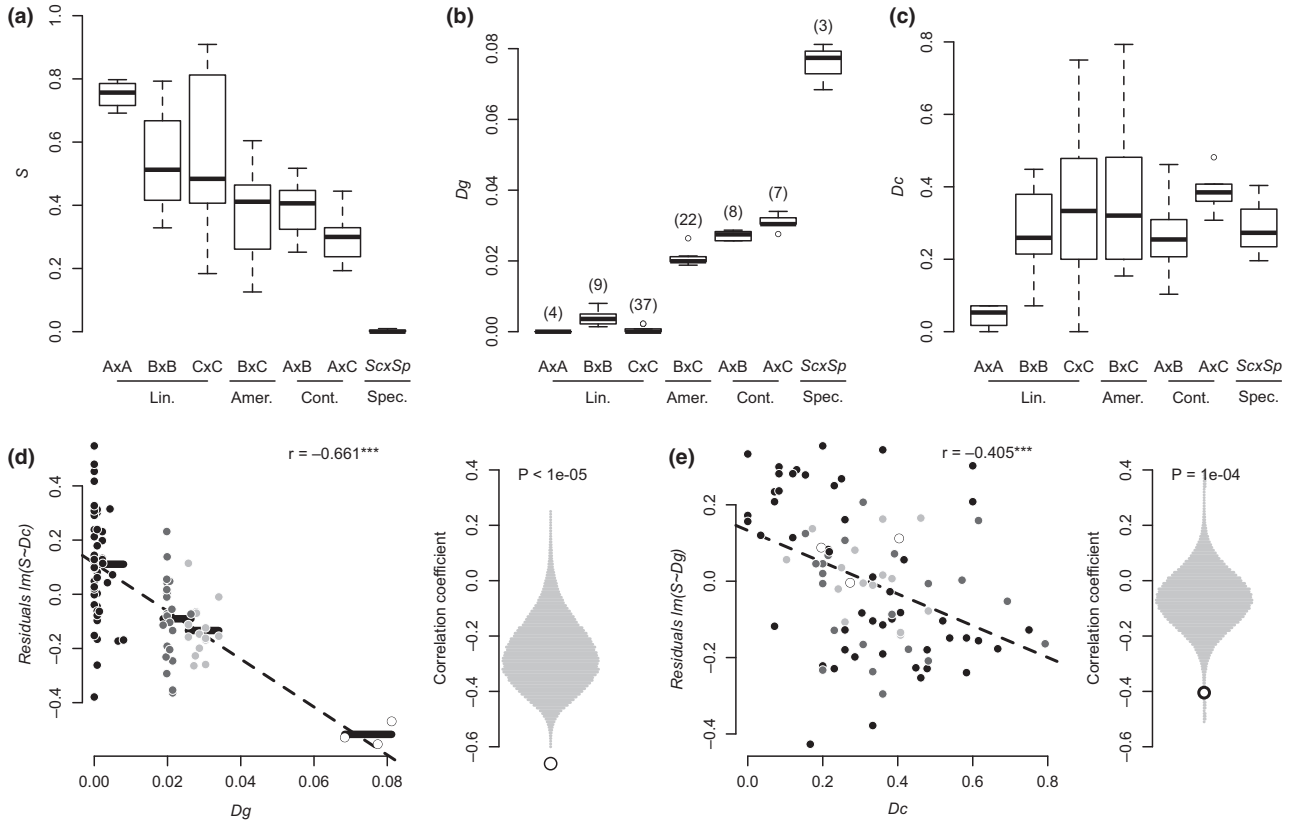 (a)
S
0.0 0.2 0.4 0.6 0.8 1.0
AxA BxB CxC BxC AxB AxC ScxSp
Lin. Amer. Cont. Spec.
(b)
Dg
0.00 0.02 0.04 0.06 0.08
(4) (9) (37) (22) (8) (7) (3)
AxA BxB CxC BxC AxB AxC ScxSp
Lin. Amer. Cont. Spec.
(c)
Dc
0.0 0.2 0.4 0.6 0.8
AxA BxB CxC BxC AxB AxC ScxSp
Lin. Amer. Cont. Spec.
(d)
r = –0.661***
Residuals lm(S~Dc)
–0.4 –0.2 0.0 0.2 0.4
0.00 0.02 0.04 0.06 0.08
Dg
P < 1e-05
Correlation coefficient
–0.6 –0.4 –0.2 0.0 0.2 0.4
(e)
r = –0.405***
Residuals lm(S~Dg)
–0.4 –0.2 0.0 0.2
0.0 0.2 0.4 0.6 0.8
Dc
P = 1e-04
Correlation coefficient
–0.6 –0.4 –0.2 0.0 0.2 0.4